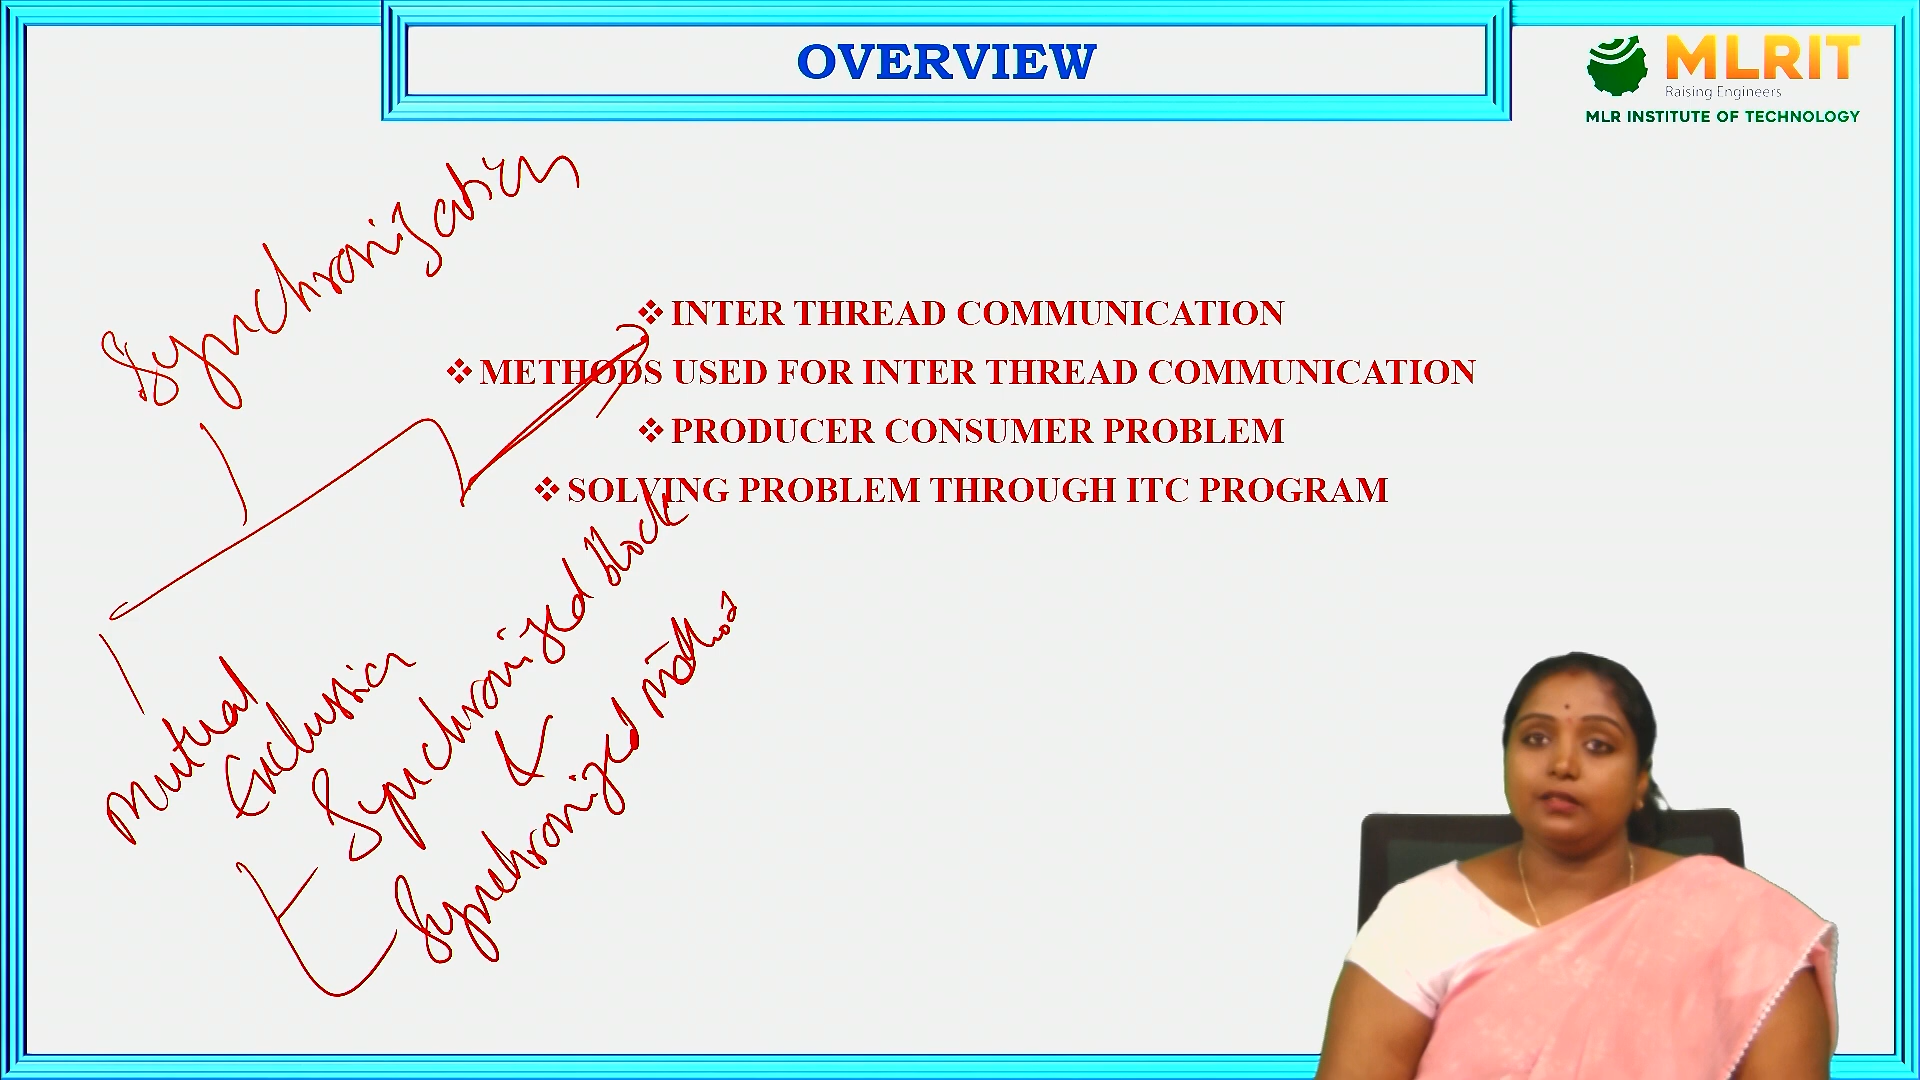 OVERVIEW
MLRIT
Raising Engineers
MLR INSTITUTE OF TECHNOLOGY
Synchronization
❖ INTER THREAD COMMUNICATION
❖ METHODS USED FOR INTER THREAD COMMUNICATION
❖ PRODUCER CONSUMER PROBLEM
❖ SOLVING PROBLEM THROUGH ITC PROGRAM
Mutual
Exclusion
Synchronized block
&
Synchronized method